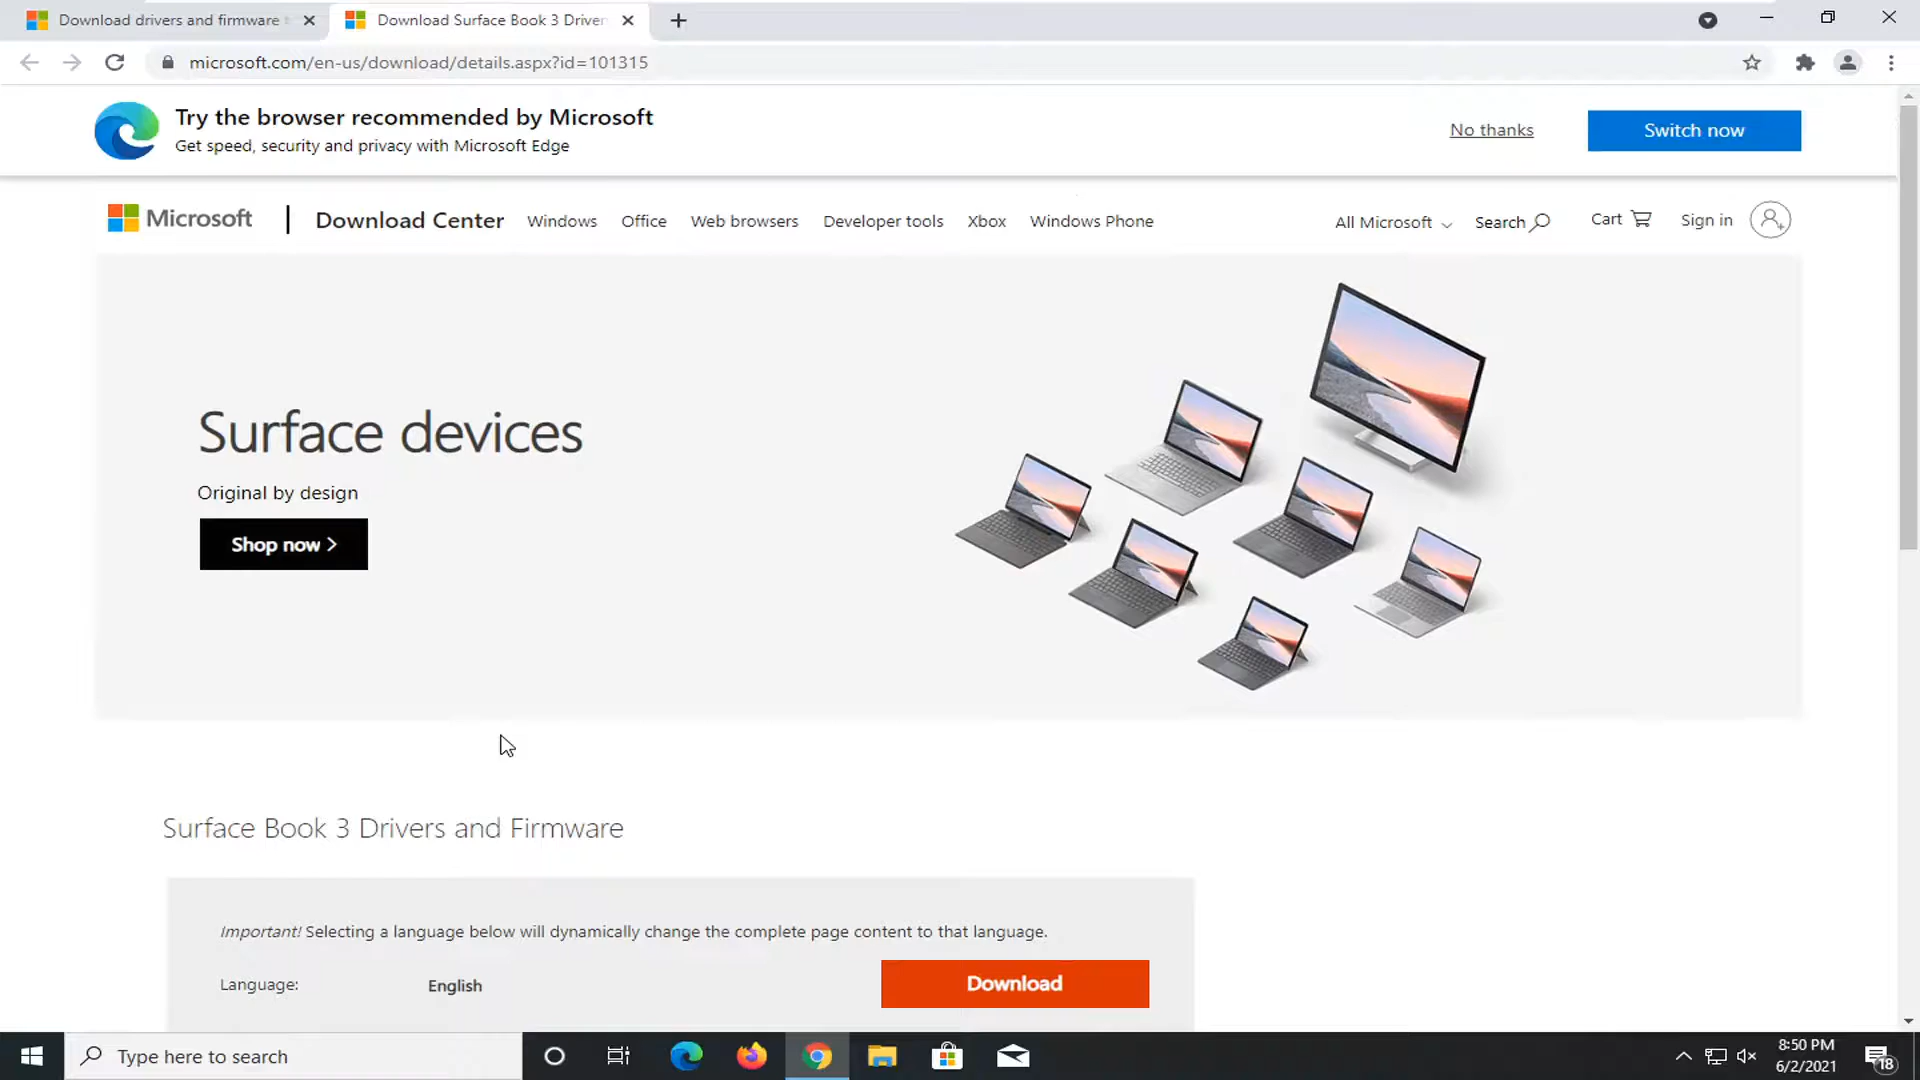 Download drivers and firmware
Download Surface Book 3 Driver
microsoft.com/en-us/download/details.aspx?id=101315
Try the browser recommended by Microsoft
Get speed, security and privacy with Microsoft Edge
No thanks
Switch now
Microsoft
Download Center
Windows
Office
Web browsers
Developer tools
Xbox
Windows Phone
All Microsoft
Search
Cart
Sign in
Surface devices
Original by design
Shop now >
Surface Book 3 Drivers and Firmware
Important! Selecting a language below will dynamically change the complete page content to that language.
Language:
English
Download
Type here to search
8:50 PM
6/2/2021
18